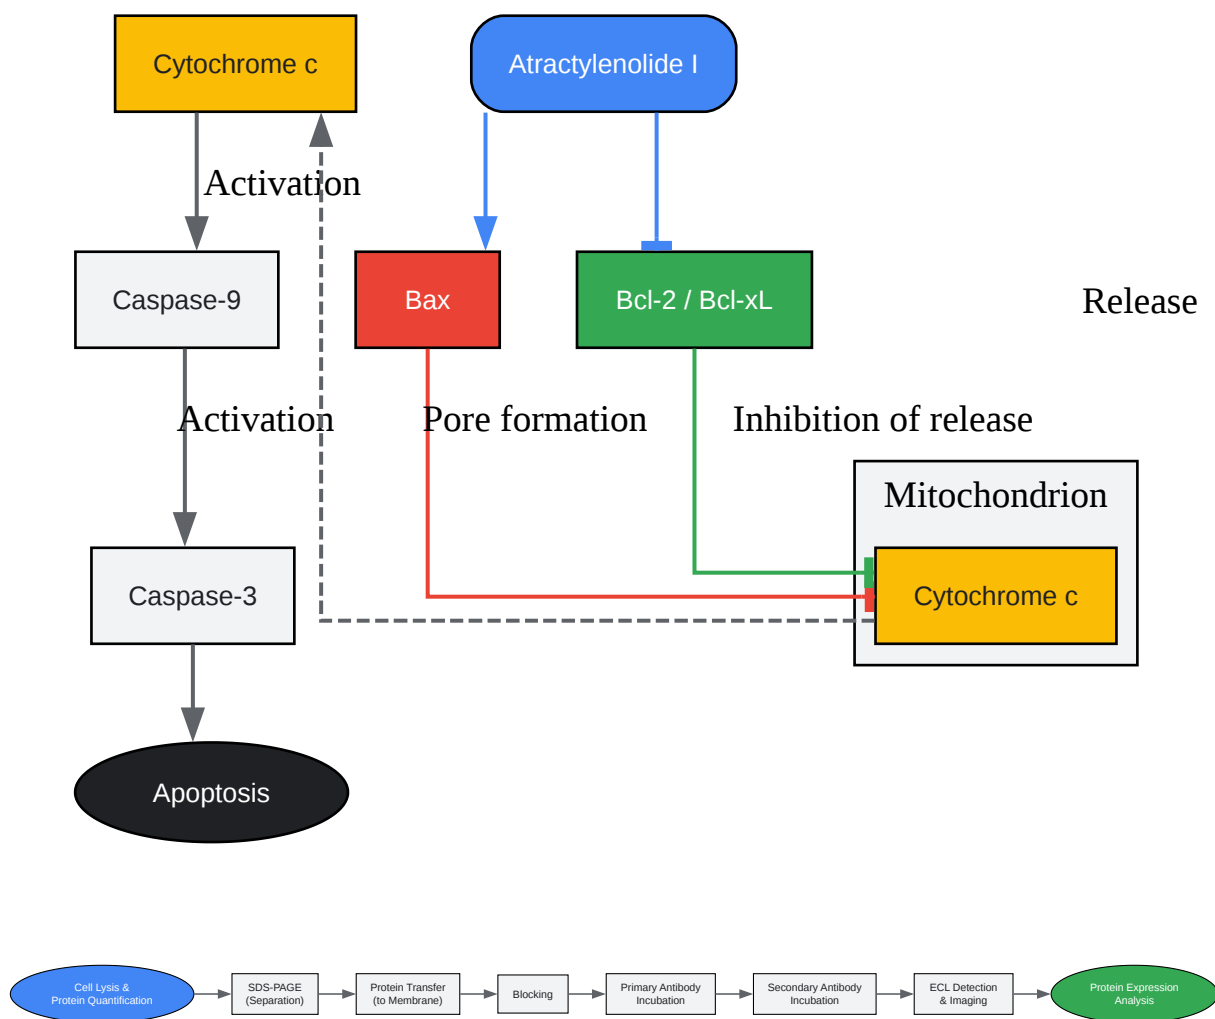 Cytochrome c
Atractylenolide I
Activation
Caspase-9
Bax
Bcl-2 / Bcl-xL
Release
Activation
Pore formation
Inhibition of release
Mitochondrion
Caspase-3
Cytochrome c
Apoptosis
Cell Lysis &
Protein Quantification
SDS-PAGE
(Separation)
Protein Transfer
(to Membrane)
Blocking
Primary Antibody
Incubation
Secondary Antibody
Incubation
ECL Detection
& Imaging
Protein Expression
Analysis